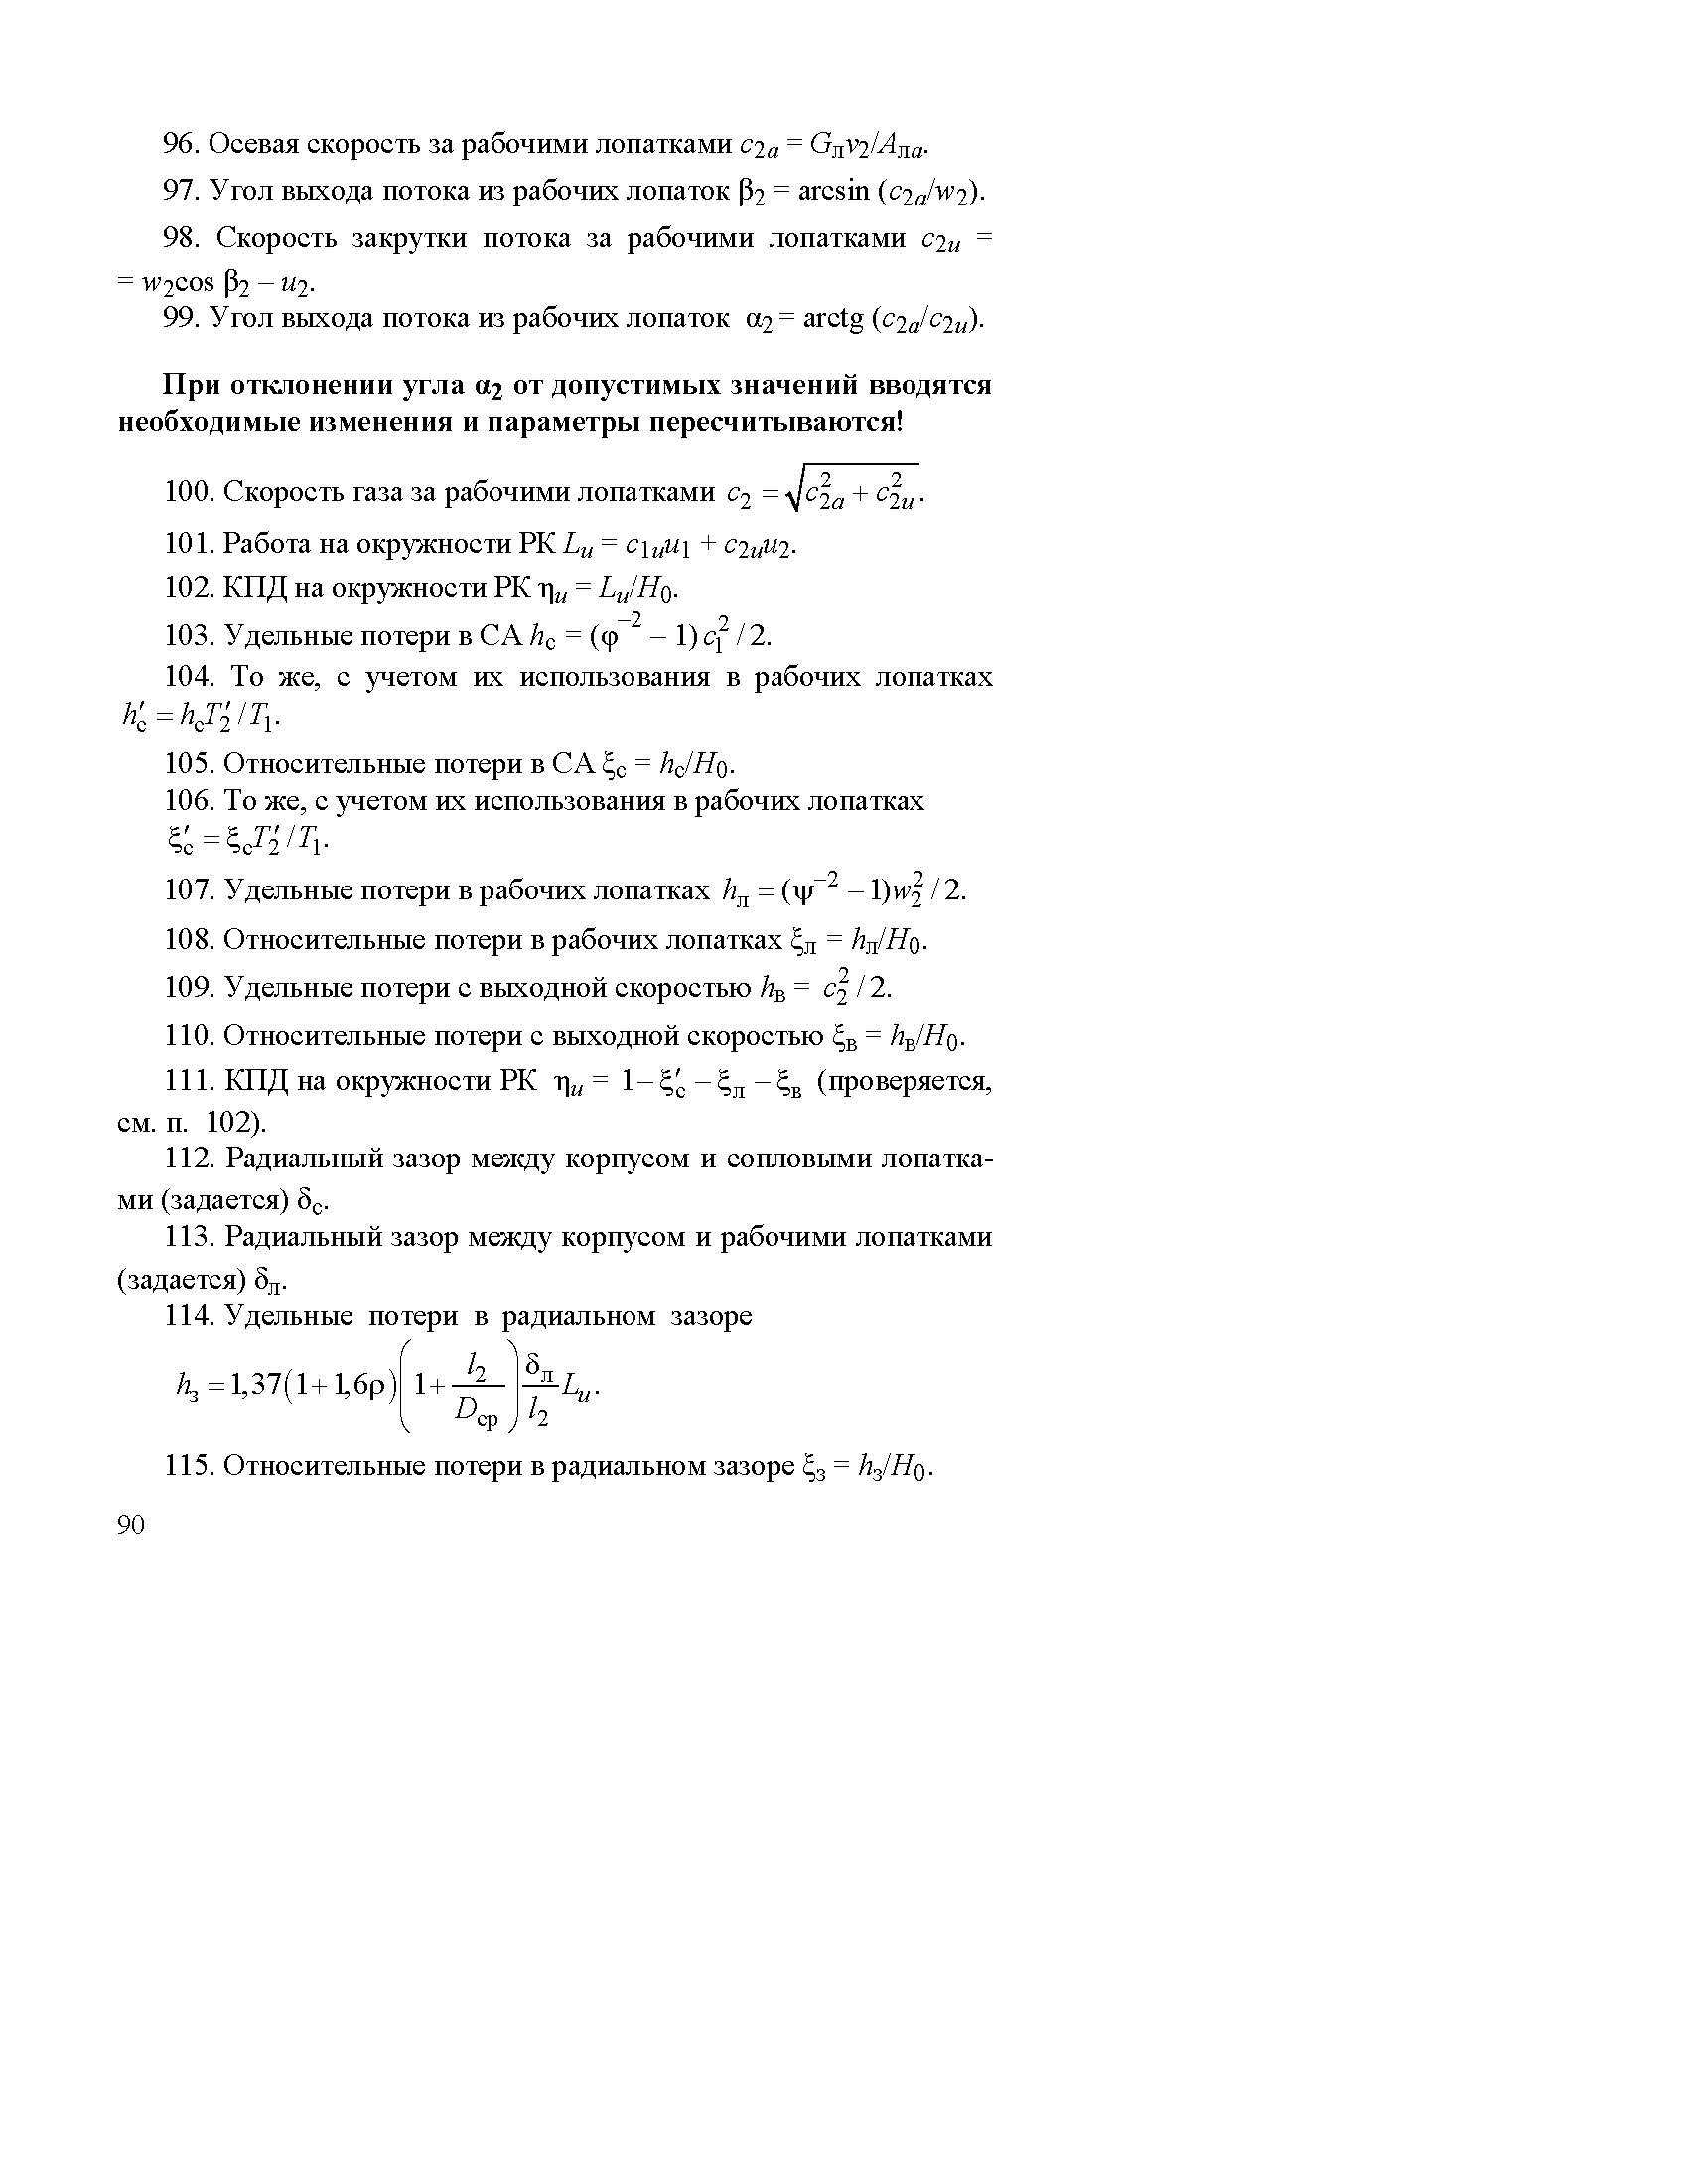 96. Осевая скорость за рабочими лопатками c₂ₐ = Gлv₂/Aлa.
97. Угол выхода потока из рабочих лопаток β₂ = arcsin (c₂ₐ/w₂).
98. Скорость закрутки потока за рабочими лопатками c₂ᵤ =
= w₂cos β₂ – u₂.
99. Угол выхода потока из рабочих лопаток α₂ = arctg (c₂ₐ/c₂ᵤ).
При отклонении угла α₂ от допустимых значений вводятся
необходимые изменения и параметры пересчитываются!
100. Скорость газа за рабочими лопатками c₂ = √(c₂ₐ² + c₂ᵤ²).
101. Работа на окружности РК Lᵤ = c₁ᵤu₁ + c₂ᵤu₂.
102. КПД на окружности РК ηᵤ = Lᵤ/H₀.
103. Удельные потери в СА hс = (φ⁻² – 1) c₁² / 2.
104. То же, с учетом их использования в рабочих лопатках
h′с = hсT′₂ / T₁.
105. Относительные потери в СА ξс = hс/H₀.
106. То же, с учетом их использования в рабочих лопатках
ξ′с = ξсT′₂ / T₁.
107. Удельные потери в рабочих лопатках hл = (ψ⁻² – 1)w₂² / 2.
108. Относительные потери в рабочих лопатках ξл = hл/H₀.
109. Удельные потери с выходной скоростью hв = c₂² / 2.
110. Относительные потери с выходной скоростью ξв = hв/H₀.
111. КПД на окружности РК ηᵤ = 1 – ξ′с – ξл – ξв (проверяется,
см. п. 102).
112. Радиальный зазор между корпусом и сопловыми лопатка-
ми (задается) δс.
113. Радиальный зазор между корпусом и рабочими лопатками
(задается) δл.
114. Удельные потери в радиальном зазоре
hз = 1,37(1 + 1,6ρ)(1 + l₂/Dср) δл/l₂ Lᵤ.
115. Относительные потери в радиальном зазоре ξз = hз/H₀.
90